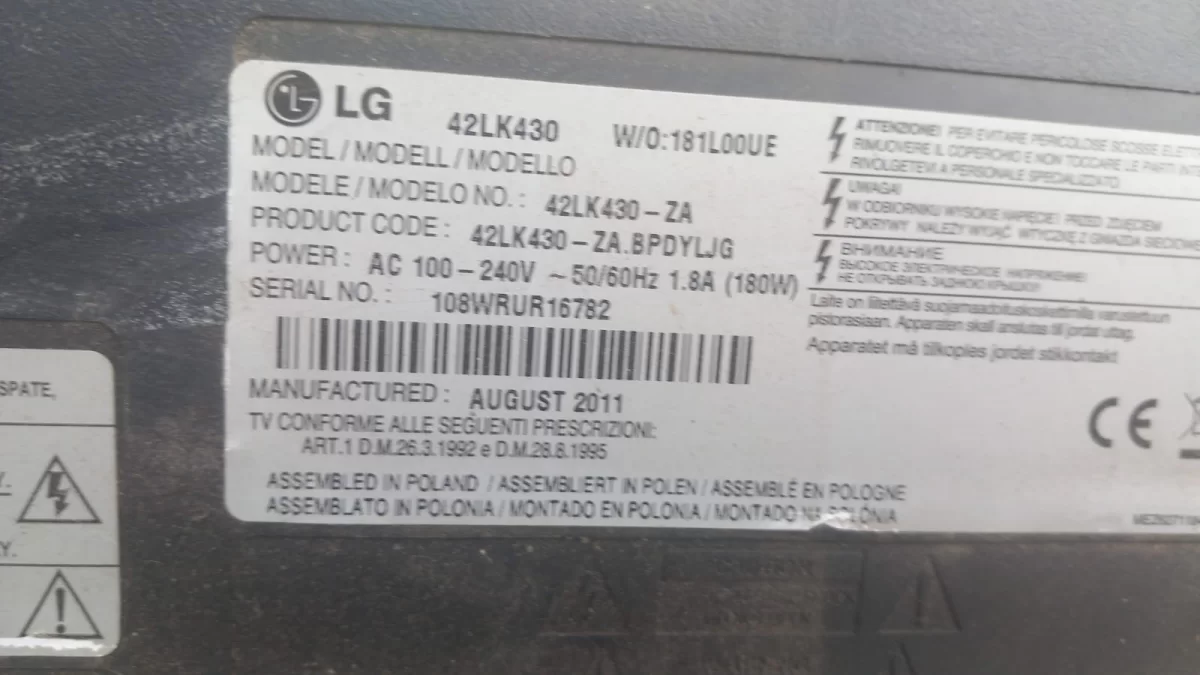 LG 42LK430 W/O:181L00UE
MODEL / MODELL / MODELLO
MODELE / MODELO NO. : 42LK430-ZA
PRODUCT CODE : 42LK430-ZA.BPDYLJG
POWER : AC 100-240V ~50/60Hz 1.8A (180W)
SERIAL NO. : 108WRUR16782
MANUFACTURED : AUGUST 2011
TV CONFORME ALLE SEGUENTI PRESCRIZIONI:
ART.1 D.M.26.3.1992 e D.M.28.8.1995
ASSEMBLED IN POLAND / ASSEMBLIERT IN POLEN / ASSEMBLÉ EN POLOGNE
ASSEMBLATO IN POLONIA / MONTADO EN POLONIA / MONTADO NA POLÓNIA
ATTENZIONE! PER EVITARE PERICOLOSE SCOSSE
RIMUOVERE IL COPERCHIO E NON TOCCARE LE PARTI
RIVOLGETEVI A PERSONALE SPECIALIZZATO.
UWAGA!
W ODBIORNIKU WYSOKIE NAPIĘCIE! PRZED ZDJĘCIEM
POKRYWY NALEŻY WYJĄĆ WTYCZKĘ Z GNIAZDA
ВНИМАНИЕ
ВЫСОКОЕ ЭЛЕКТРИЧЕСКОЕ НАПРЯЖЕНИЕ!
НЕ ОТКРЫВАТЬ ЗАДНЮЮ КРЫШКУ!
Laite on liitettävä suojamaadoituskoskettimilla varustettuun
pistorasiaan. Apparaten skall anslutas till jordat uttag.
Apparatet må tilkoples jordet stikkontakt
CE
SPATE,
Y.